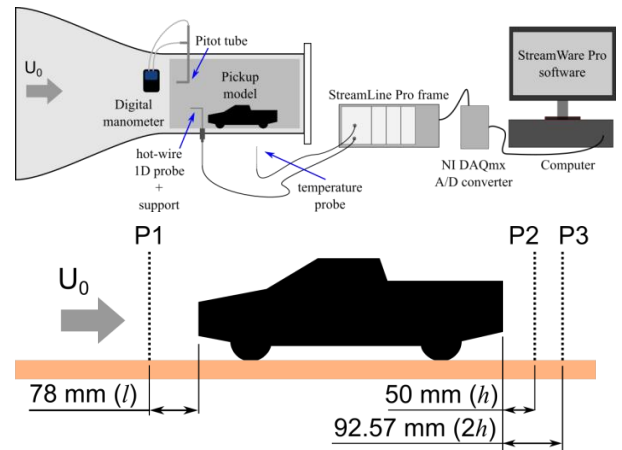 U0
Pitot tube
Digital
manometer
Pickup
model
hot-wire
1D probe
+
support
temperature
probe
StreamLine Pro frame
NI DAQmx
A/D converter
StreamWare Pro
software
Computer
P1
P2
P3
U0
78 mm (l)
50 mm (h)
92.57 mm (2h)